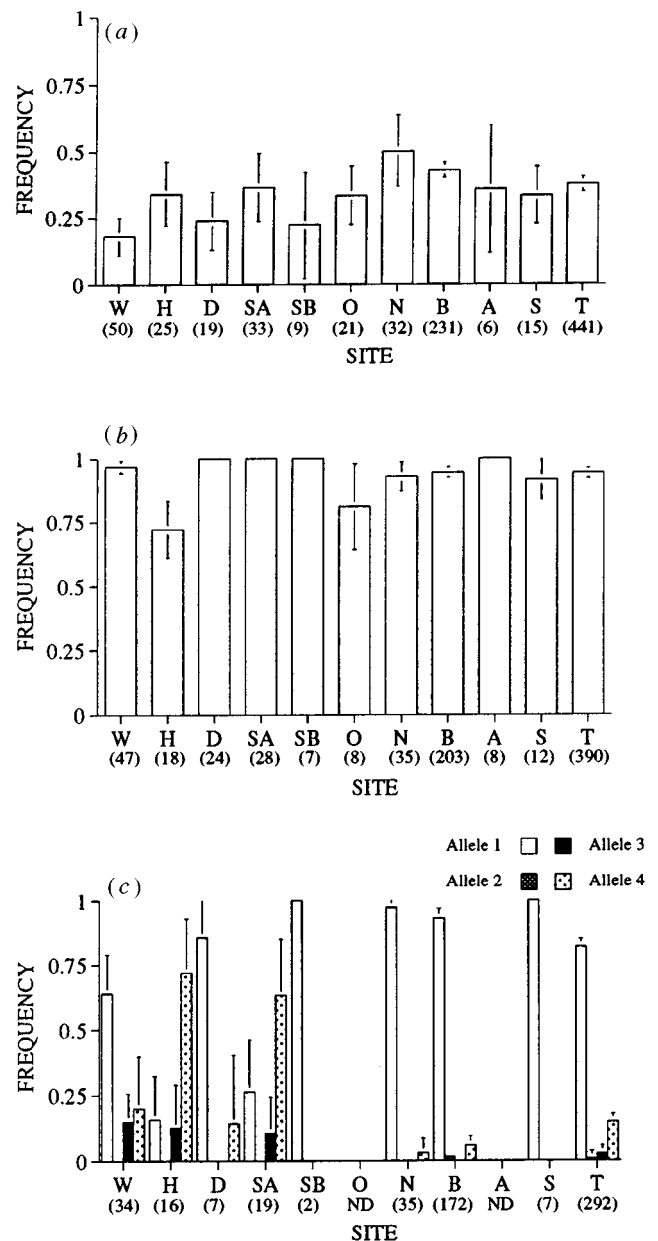 (a)
FREQUENCY
1
0.75
0.5
0.25
0
W H D SA SB O N B A S T
(50) (25) (19) (33) (9) (21) (32) (231) (6) (15) (441)
SITE
(b)
FREQUENCY
1
0.75
0.5
0.25
0
W H D SA SB O N B A S T
(47) (18) (24) (28) (7) (8) (35) (203) (8) (12) (390)
SITE
Allele 1 Allele 3
Allele 2 Allele 4
(c)
FREQUENCY
1
0.75
0.5
0.25
0
W H D SA SB O N B A S T
(34) (16) (7) (19) (2) ND (35) (172) ND (7) (292)
SITE